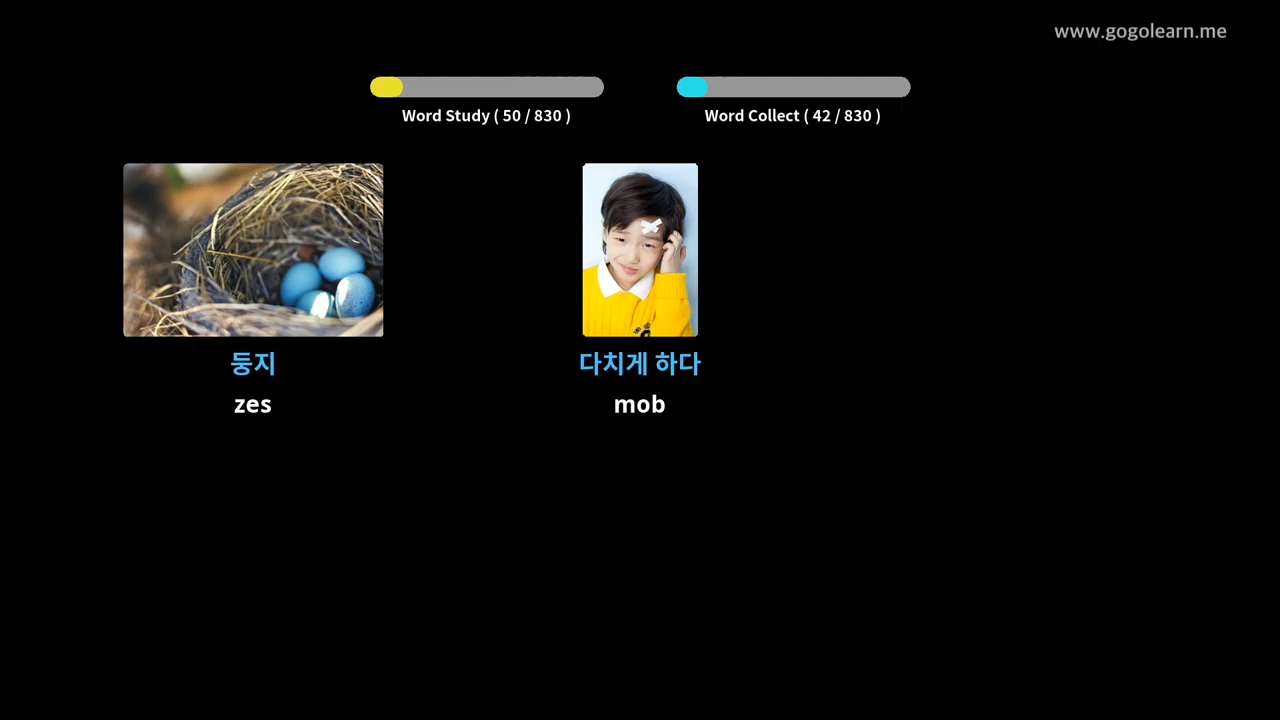 www.gogolearn.me
Word Study ( 50 / 830 )
Word Collect ( 42 / 830 )
둥지
다치게 하다
zes
mob